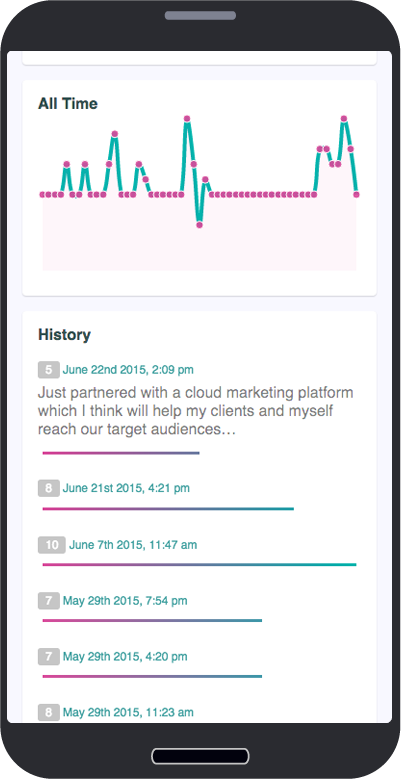 All Time
History
5 June 22nd 2015, 2:09 pm
Just partnered with a cloud marketing platform
which I think will help my clients and myself
reach our target audiences…
8 June 21st 2015, 4:21 pm
10 June 7th 2015, 11:47 am
7 May 29th 2015, 7:54 pm
7 May 29th 2015, 4:20 pm
8 May 29th 2015, 11:23 am